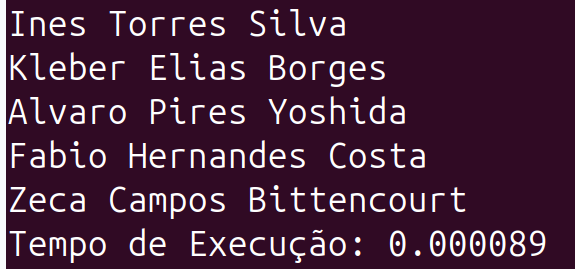 Ines Torres Silva
Kleber Elias Borges
Alvaro Pires Yoshida
Fabio Hernandes Costa
Zeca Campos Bittencourt
Tempo de Execução: 0.000089